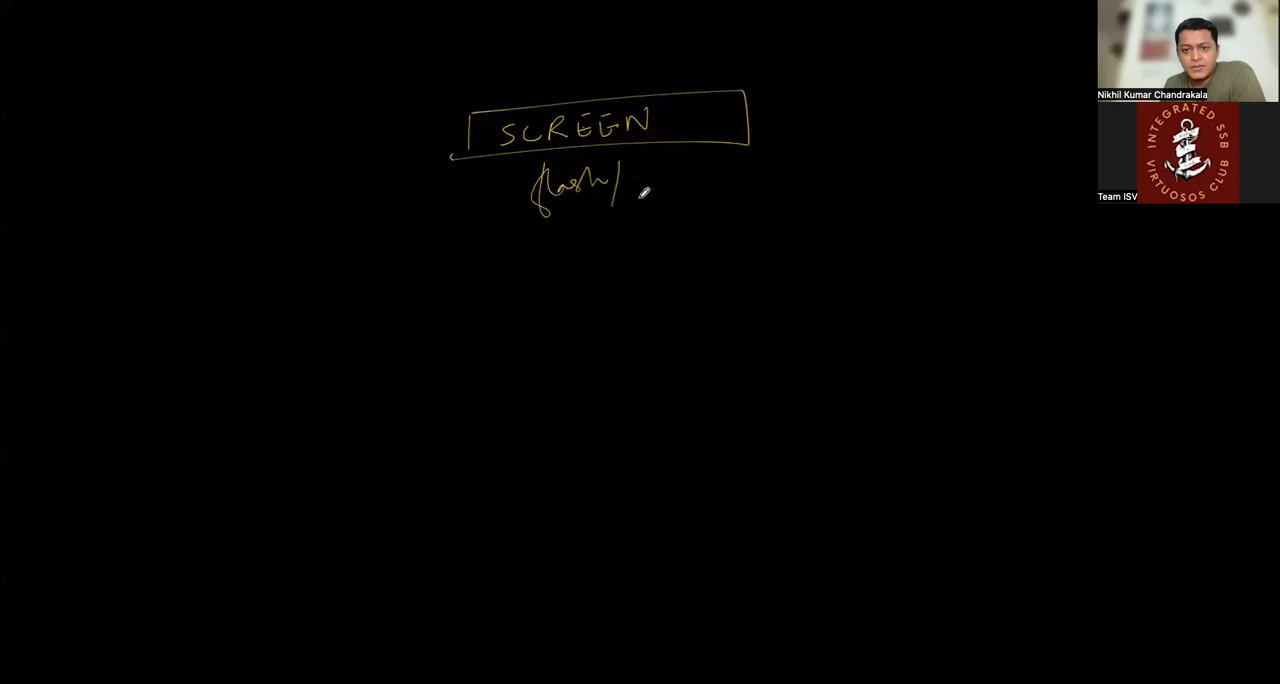 SCREEN
flash/
Nikhil Kumar Chandrakala
INTEGRATED SSB
VIRTUOSOS CLUB
Team ISV